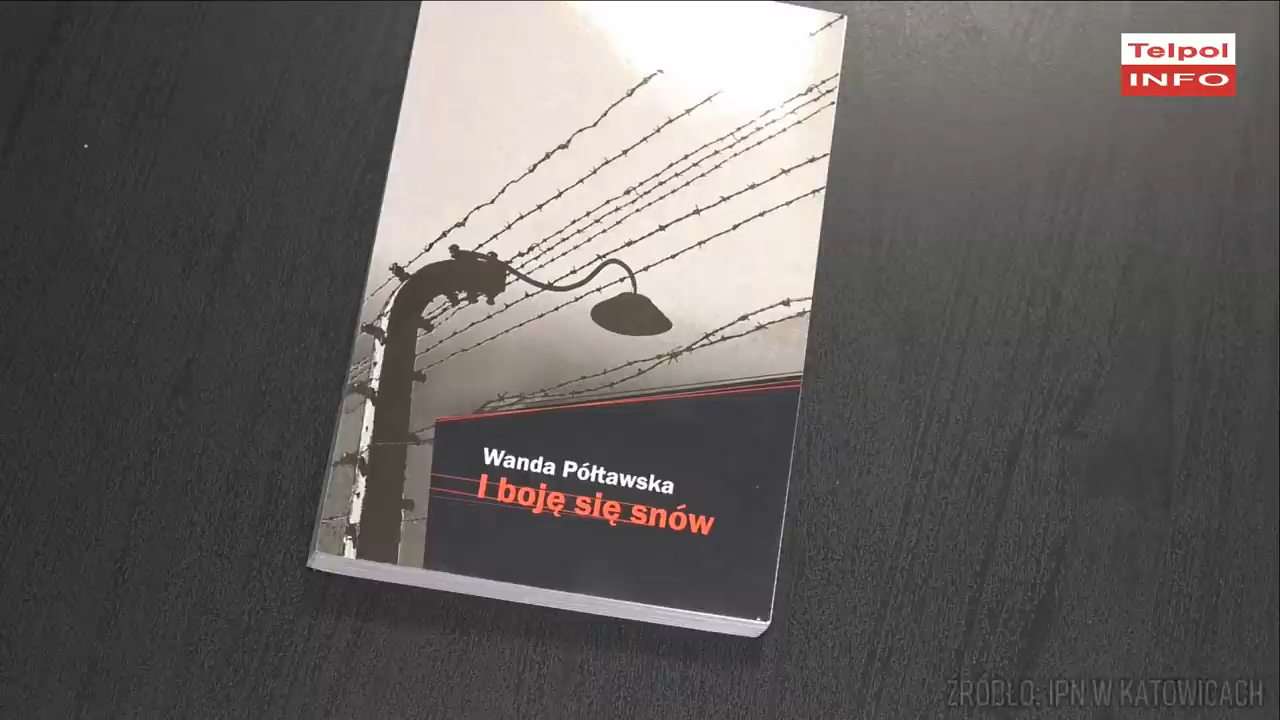 Telpol
INFO
Wanda Półtawska
I boję się snów
ŹRÓDŁO: IPN W KATOWICACH